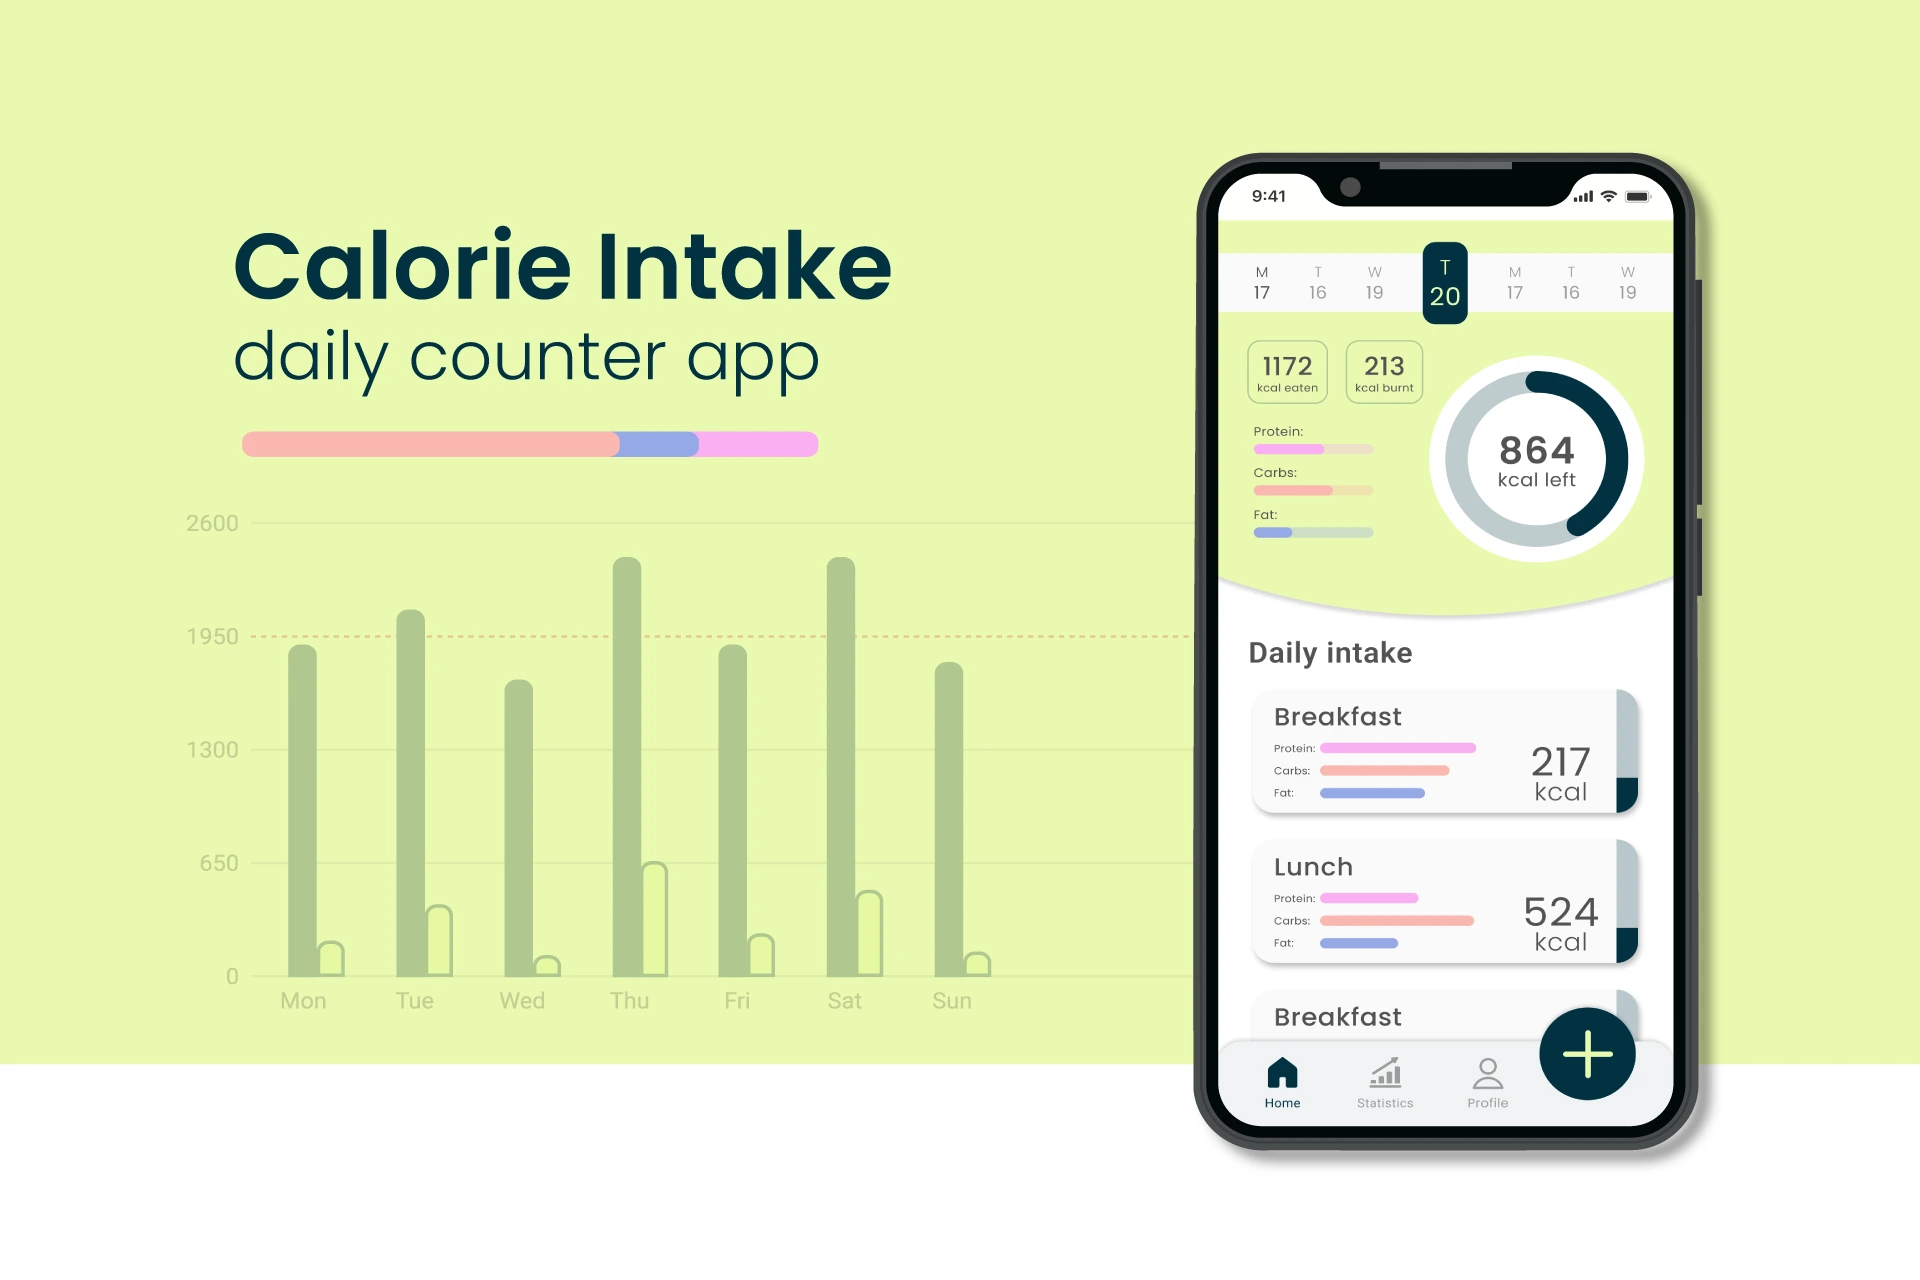 Calorie Intake
daily counter app
2600
1950
1300
650
0
Mon Tue Wed Thu Fri Sat Sun
9:41
M T W T M T W
17 16 19 20 17 16 19
1172 213
kcal eaten kcal burnt
Protein:
Carbs:
Fat:
864
kcal left
Daily intake
Breakfast
Protein:
Carbs:
Fat:
217
kcal
Lunch
Protein:
Carbs:
Fat:
524
kcal
Breakfast
Home Statistics Profile